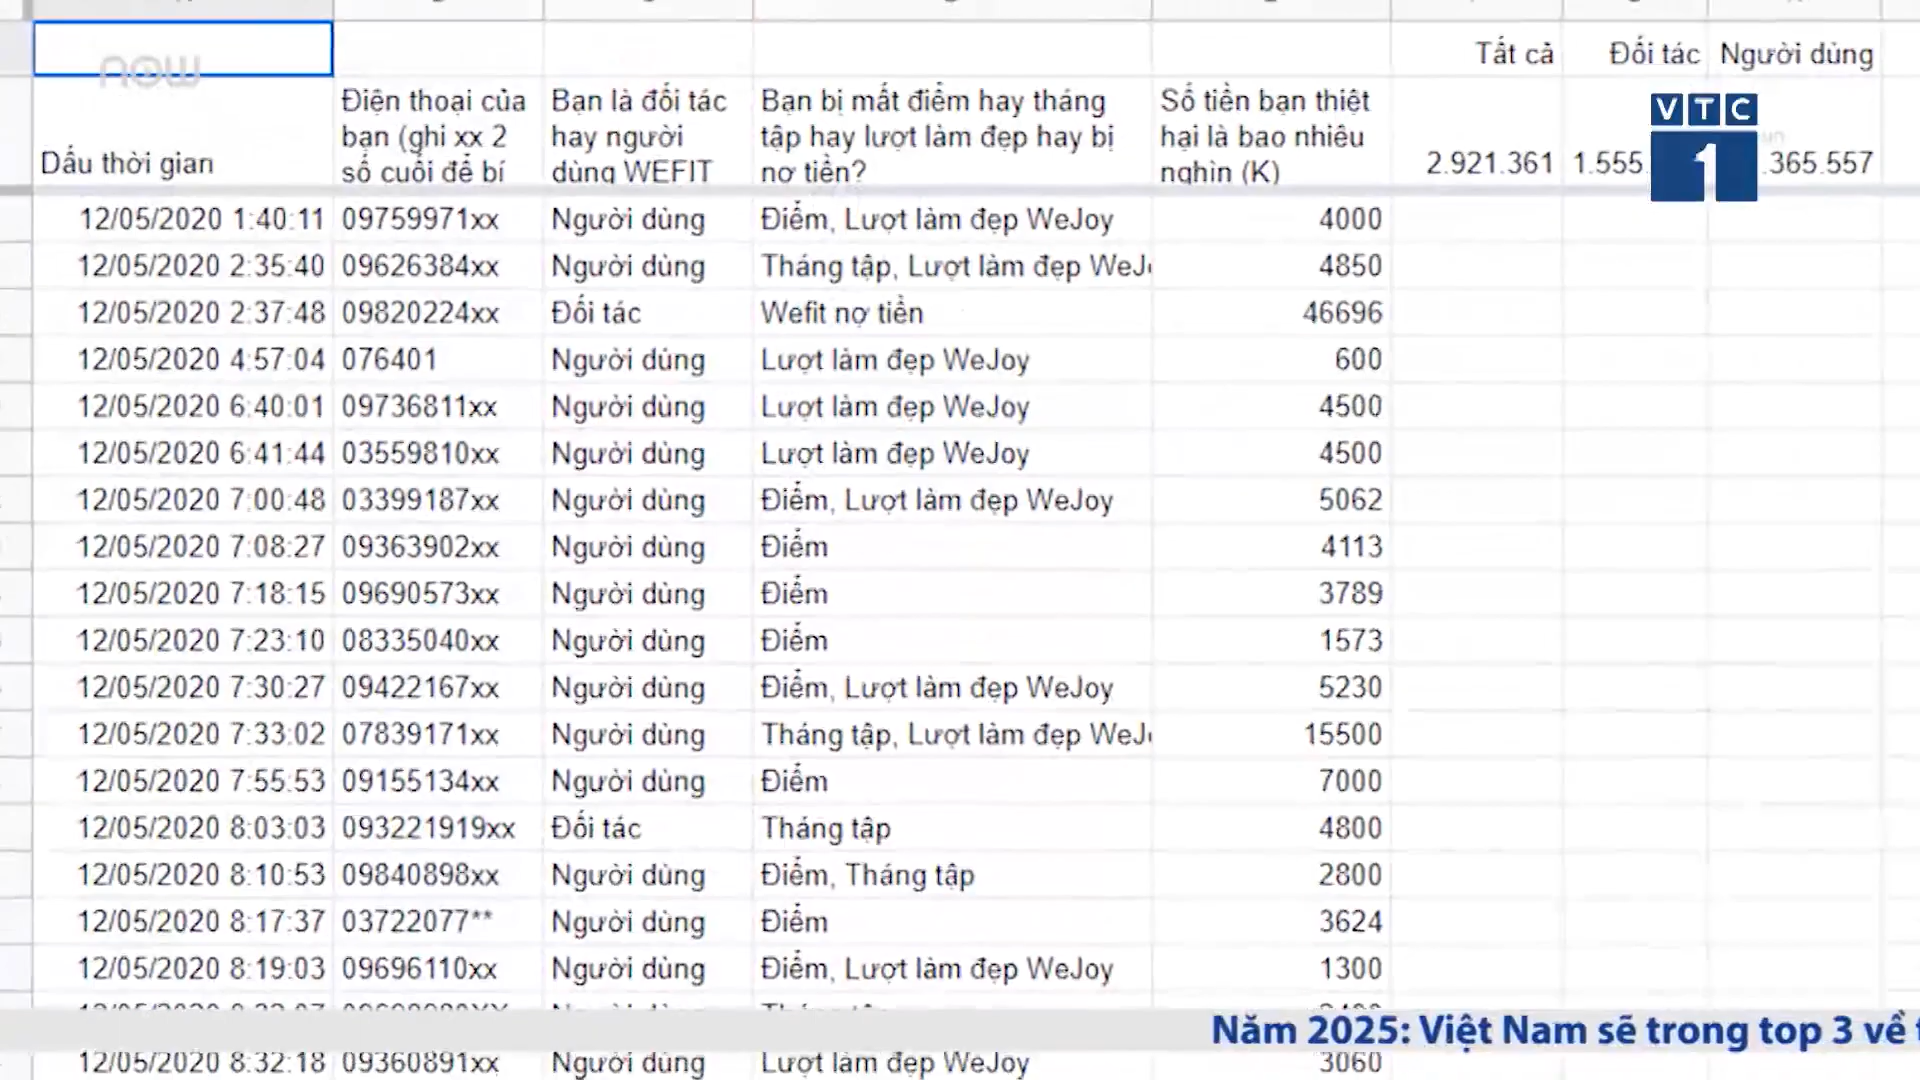 now
Tất cả Đối tác Người dùng
VTC
1
Điện thoại của Bạn là đối tác Bạn bị mất điểm hay tháng Số tiền bạn thiệt
bạn (ghi xx 2 hay người tập hay lượt làm đẹp hay bị hại là bao nhiêu
Dấu thời gian số cuối để bí dùng WEFIT nợ tiền? nghìn (K) 2.921.361 1.555. .365.557
12/05/2020 1:40:11 09759971xx Người dùng Điểm, Lượt làm đẹp WeJoy 4000
12/05/2020 2:35:40 09626384xx Người dùng Tháng tập, Lượt làm đẹp WeJ 4850
12/05/2020 2:37:48 09820224xx Đối tác Wefit nợ tiền 46696
12/05/2020 4:57:04 076401 Người dùng Lượt làm đẹp WeJoy 600
12/05/2020 6:40:01 09736811xx Người dùng Lượt làm đẹp WeJoy 4500
12/05/2020 6:41:44 03559810xx Người dùng Lượt làm đẹp WeJoy 4500
12/05/2020 7:00:48 03399187xx Người dùng Điểm, Lượt làm đẹp WeJoy 5062
12/05/2020 7:08:27 09363902xx Người dùng Điểm 4113
12/05/2020 7:18:15 09690573xx Người dùng Điểm 3789
12/05/2020 7:23:10 08335040xx Người dùng Điểm 1573
12/05/2020 7:30:27 09422167xx Người dùng Điểm, Lượt làm đẹp WeJoy 5230
12/05/2020 7:33:02 07839171xx Người dùng Tháng tập, Lượt làm đẹp WeJ 15500
12/05/2020 7:55:53 09155134xx Người dùng Điểm 7000
12/05/2020 8:03:03 093221919xx Đối tác Tháng tập 4800
12/05/2020 8:10:53 09840898xx Người dùng Điểm, Tháng tập 2800
12/05/2020 8:17:37 03722077** Người dùng Điểm 3624
12/05/2020 8:19:03 09696110xx Người dùng Điểm, Lượt làm đẹp WeJoy 1300
Năm 2025: Việt Nam sẽ trong top 3 về
12/05/2020 8:32:18 09360891xx Người dùng Lượt làm đẹp WeJoy 3060